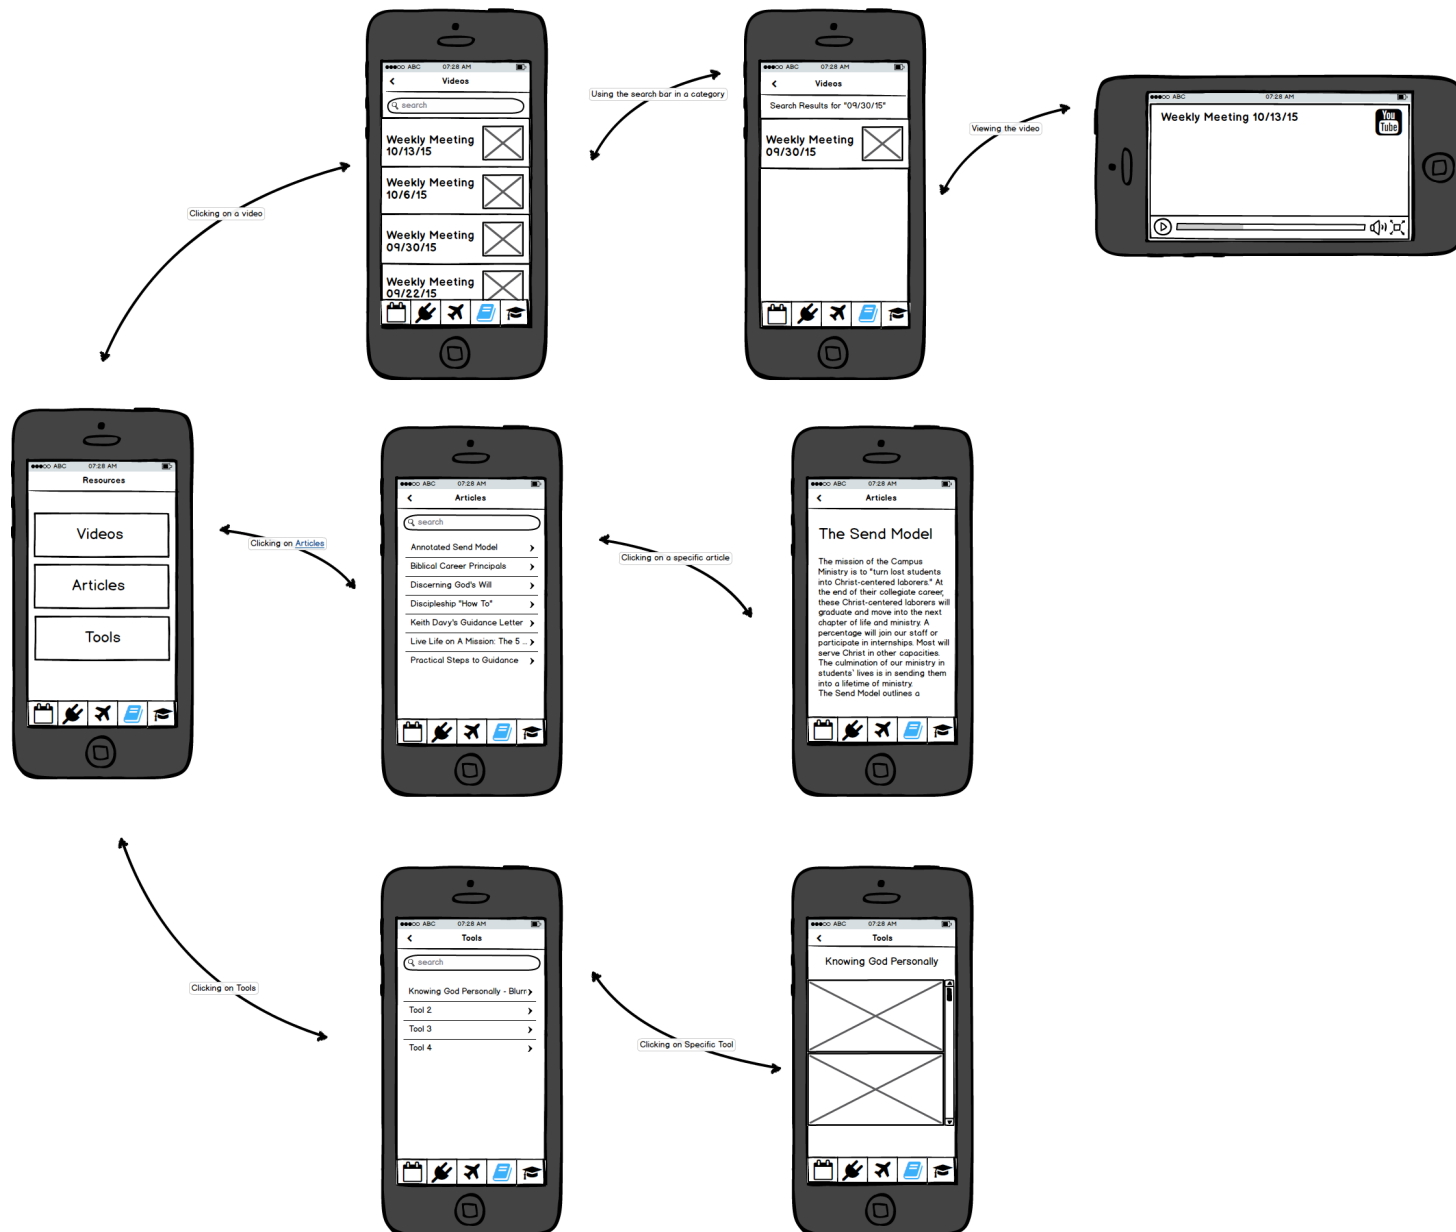 ABC 07:28 AM
Videos
search
Weekly Meeting
10/13/15
Weekly Meeting
10/6/15
Weekly Meeting
09/30/15
Weekly Meeting
09/22/15
Using the search bar in a category
ABC 07:28 AM
Videos
Search Results for "09/30/15"
Weekly Meeting
09/30/15
Viewing the video
ABC 07:28 AM
Weekly Meeting 10/13/15
You
Tube
Clicking on a video
ABC 07:28 AM
Resources
Videos
Articles
Tools
Clicking on Articles
ABC 07:28 AM
Articles
search
Annotated Send Model
Biblical Career Principals
Discerning God's Will
Discipleship "How To"
Keith Davy's Guidance Letter
Live Life on A Mission: The 5 ...
Practical Steps to Guidance
Clicking on a specific article
ABC 07:28 AM
Articles
The Send Model
The mission of the Campus
Ministry is to "turn lost students
into Christ-centered laborers." At
the end of their collegiate career,
these Christ-centered laborers will
graduate and move into the next
chapter of life and ministry. A
percentage will join our staff or
participate in internships. Most will
serve Christ in other capacities.
The culmination of our ministry in
students' lives is in sending them
into a lifetime of ministry.
The Send Model outlines a
Clicking on Tools
ABC 07:28 AM
Tools
search
Knowing God Personally - Blurr
Tool 2
Tool 3
Tool 4
Clicking on Specific Tool
ABC 07:28 AM
Tools
Knowing God Personally